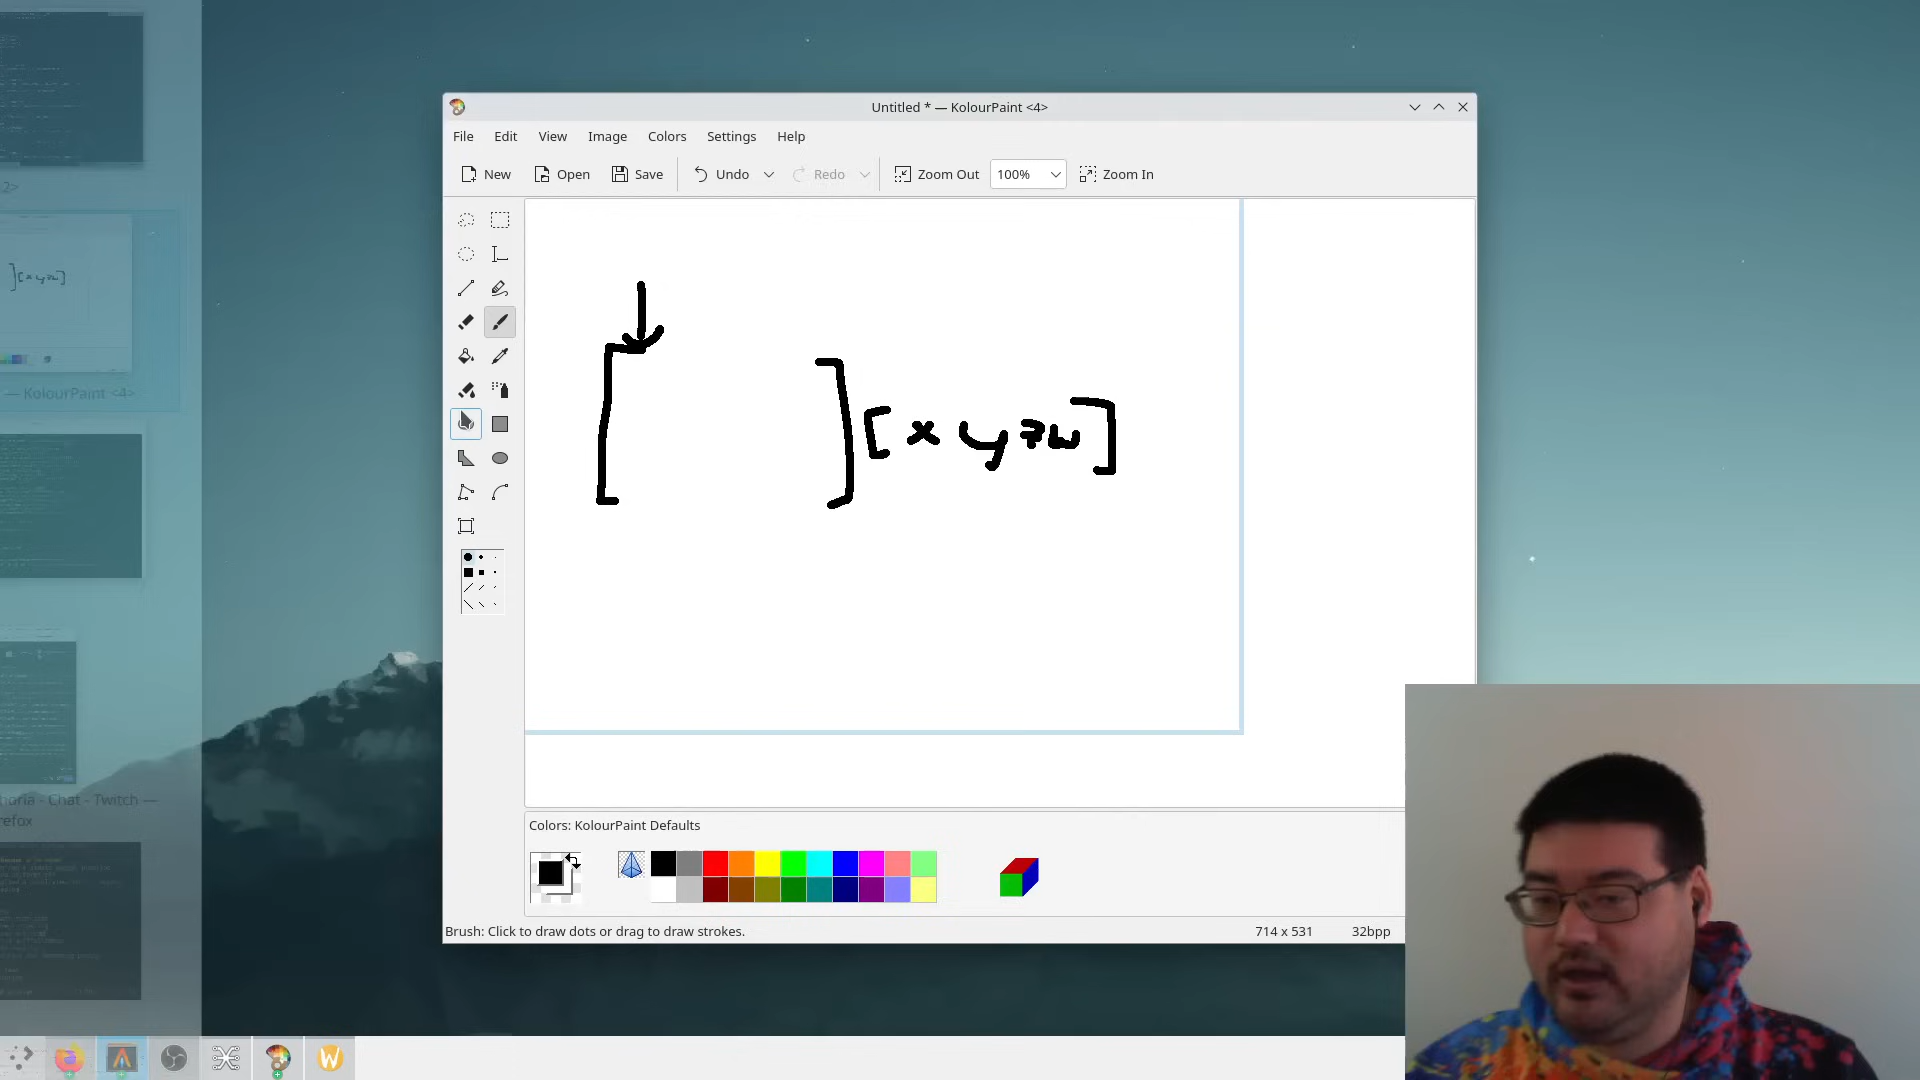 Untitled * — KolourPaint <4>
File Edit View Image Colors Settings Help
New Open Save Undo Redo Zoom Out 100% Zoom In
2>
[ ] [x y z w]
][x y z w]
— KolourPaint <4>
horia - Chat - Twitch —
refox
Colors: KolourPaint Defaults
Brush: Click to draw dots or drag to draw strokes.
714 x 531 32bpp
W